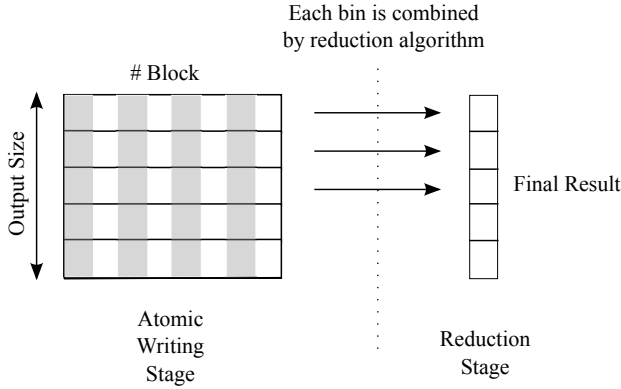 Each bin is combined
by reduction algorithm
# Block
Output Size
Final Result
Atomic
Writing
Stage
Reduction
Stage